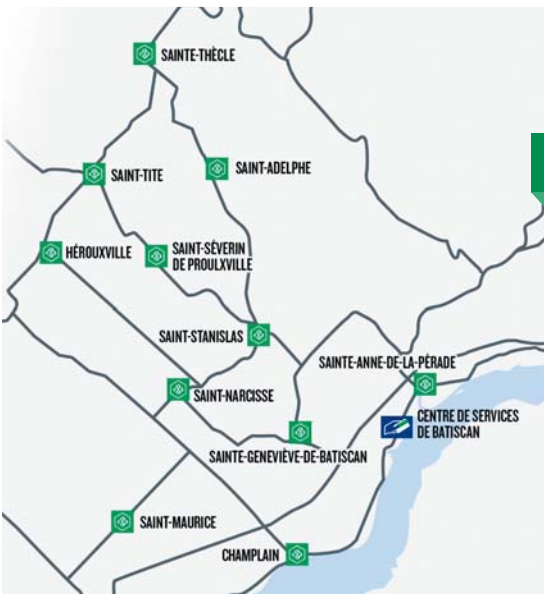 SAINTE-THÈCLE
SAINT-TITE
SAINT-ADELPHE
HÉROUXVILLE
SAINT-SÉVERIN
DE PROULXVILLE
SAINT-STANISLAS
SAINTE-ANNE-DE-LA-PÉRADE
SAINT-NARCISSE
CENTRE DE SERVICES
DE BATISCAN
SAINTE-GENEVIÈVE-DE-BATISCAN
SAINT-MAURICE
CHAMPLAIN